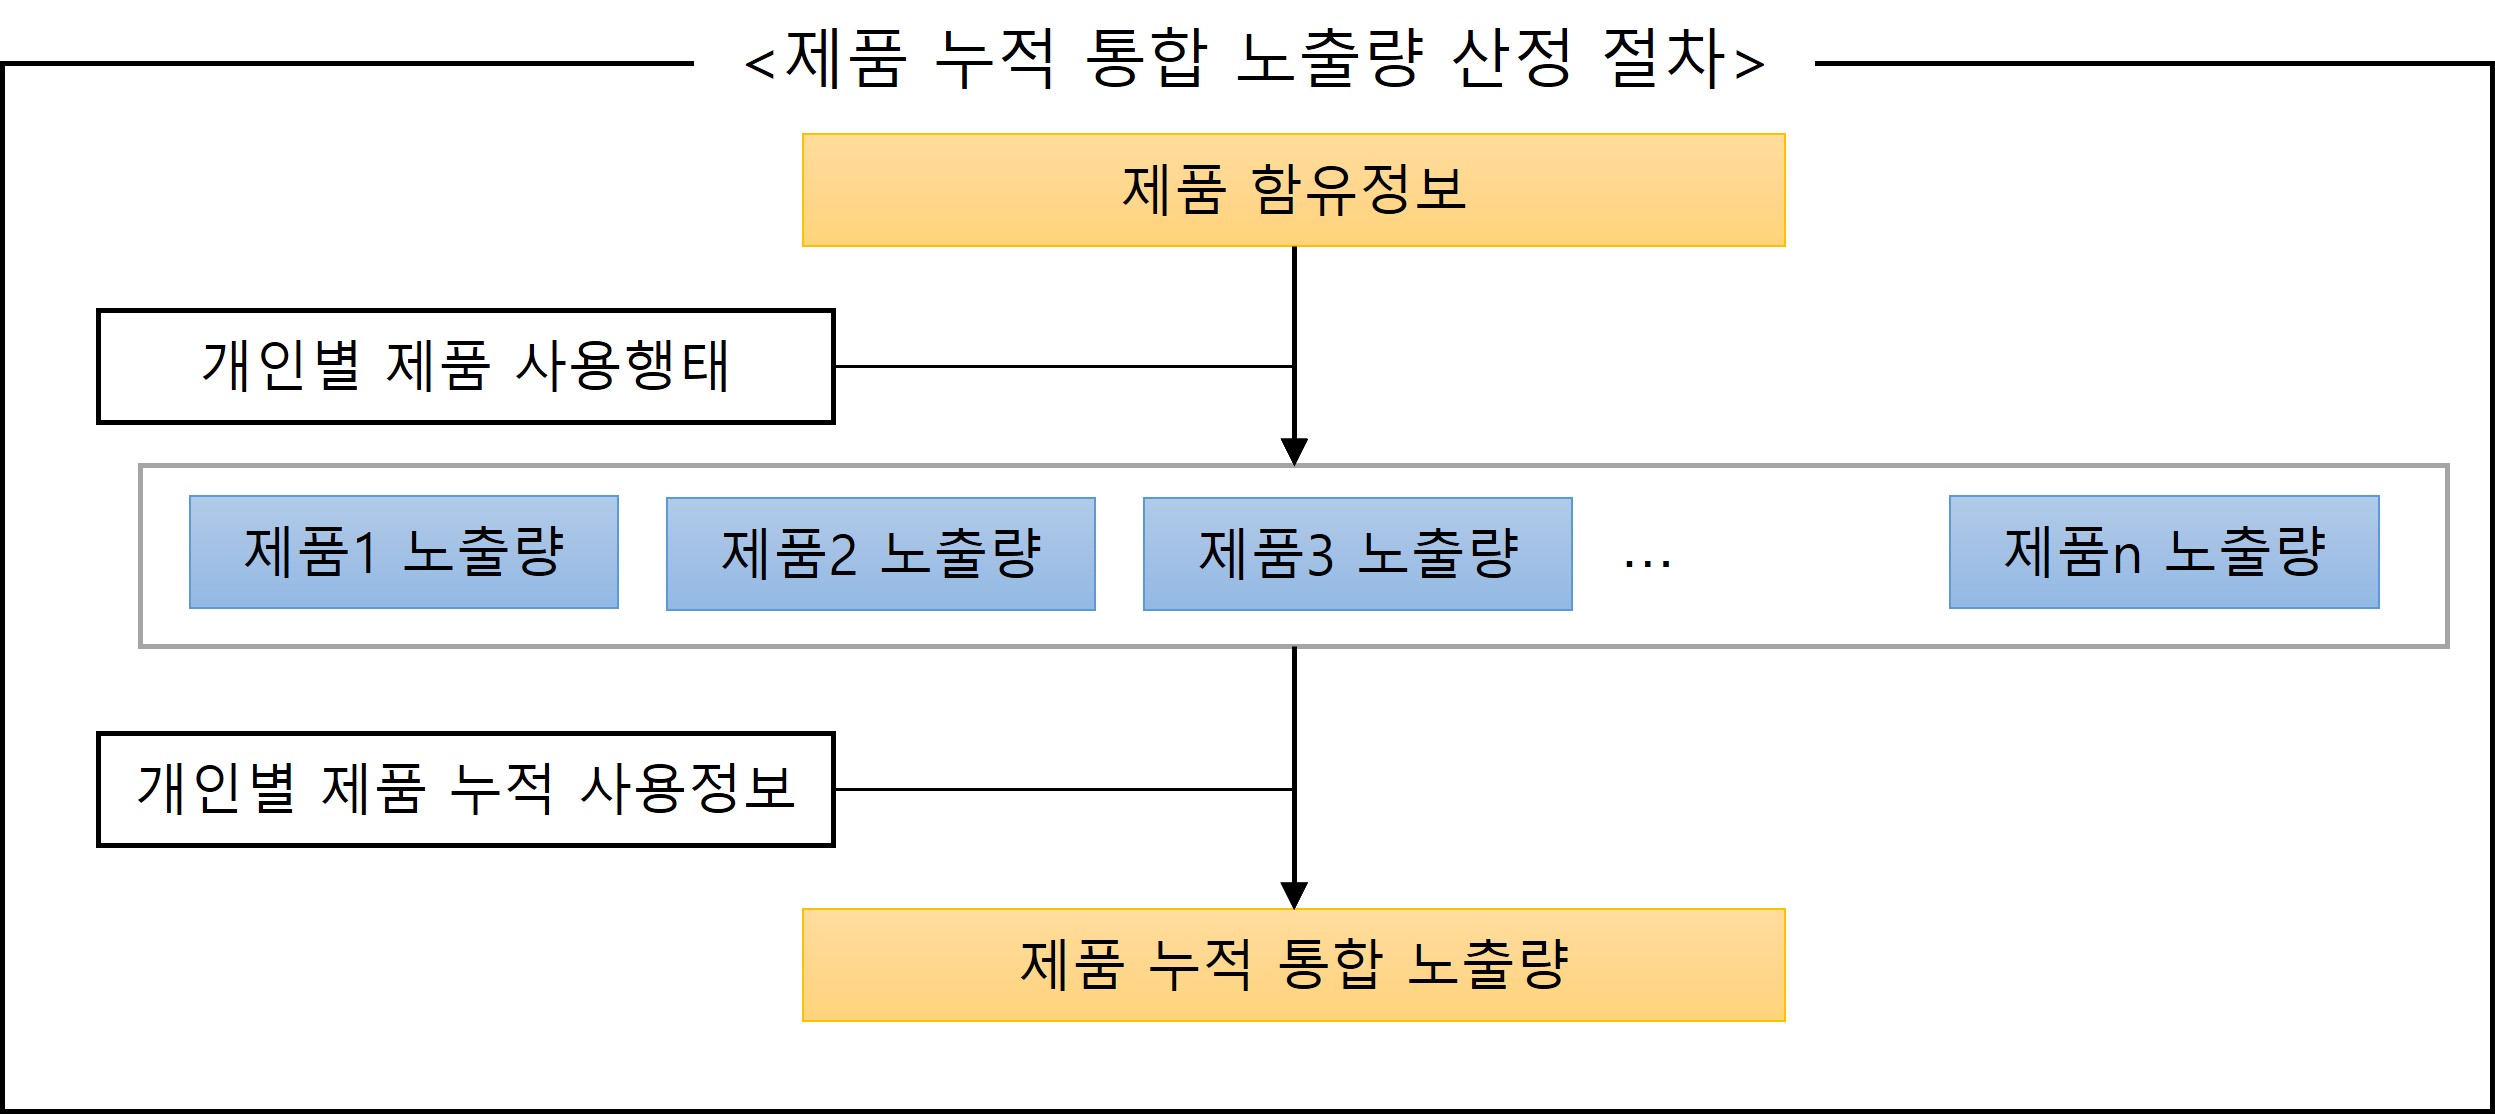 <제품 누적 통합 노출량 산정 절차>
제품 함유정보
개인별 제품 사용행태
제품1 노출량 제품2 노출량 제품3 노출량 … 제품n 노출량
개인별 제품 누적 사용정보
제품 누적 통합 노출량